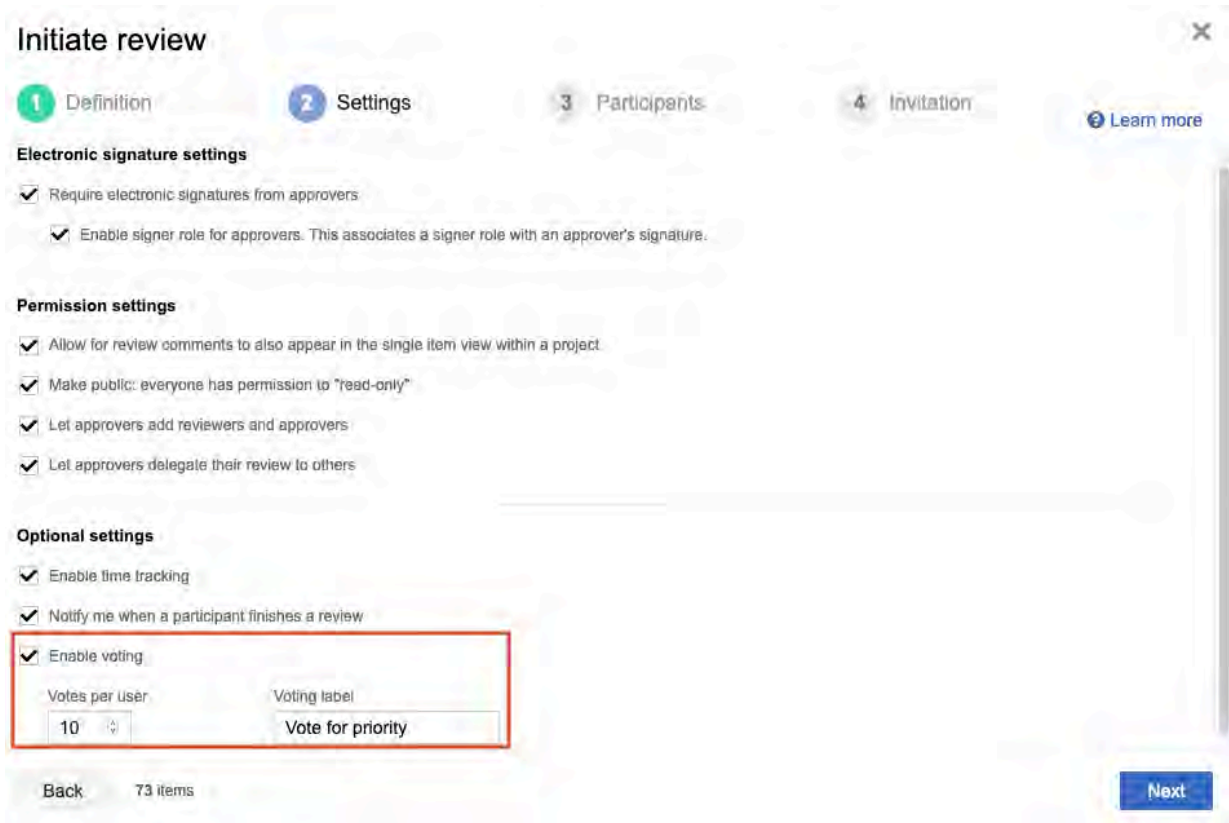 Initiate review
1 Definition 2 Settings 3 Participants 4 Invitation
Learn more
Electronic signature settings
Require electronic signatures from approvers
Enable signer role for approvers. This associates a signer role with an approver's signature.
Permission settings
Allow for review comments to also appear in the single item view within a project
Make public: everyone has permission to "read-only"
Let approvers add reviewers and approvers
Let approvers delegate their review to others
Optional settings
Enable time tracking
Notify me when a participant finishes a review
Enable voting
Votes per user Voting label
10 Vote for priority
Back 73 items Next